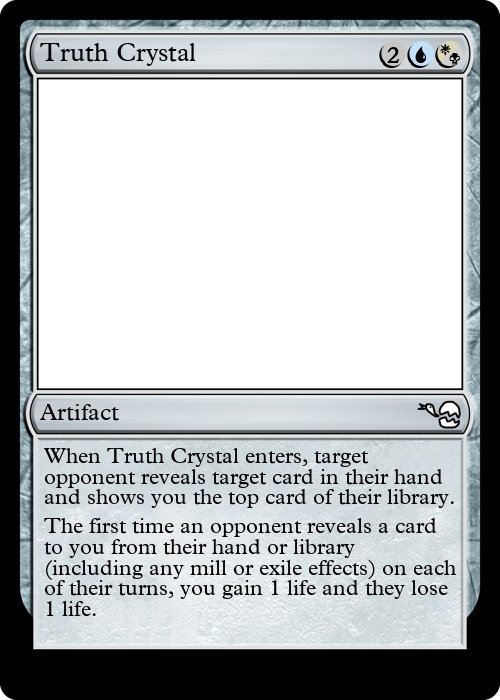 Truth Crystal 2
Artifact
When Truth Crystal enters, target
opponent reveals target card in their hand
and shows you the top card of their library.
The first time an opponent reveals a card
to you from their hand or library
(including any mill or exile effects) on each
of their turns, you gain 1 life and they lose
1 life.